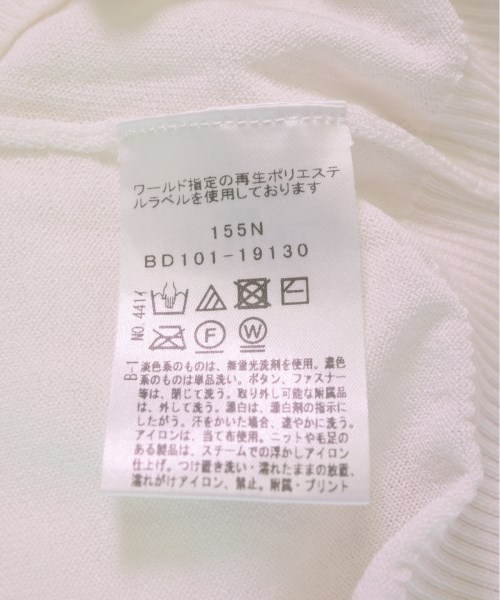 ワールド指定の再生ポリエステ
ルラベルを使用しております
155N
BD101-19130
NO.441イ
F
W
B-1
淡色系のものは、無蛍光洗剤を使用。濃色
系のものは単品洗い。ボタン、ファスナー
等は、閉じて洗う。取り外し可能な附属品
は、外して洗う。漂白は、漂白剤の指示に
したがう。汗をかいた場合、速やかに洗う。
アイロンは、当て布使用。ニットや毛足の
ある製品は、スチームでの浮かしアイロン
仕上げ。つけ置き洗い・濡れたままの放置、
濡れがけアイロン、禁止。附属・プリント